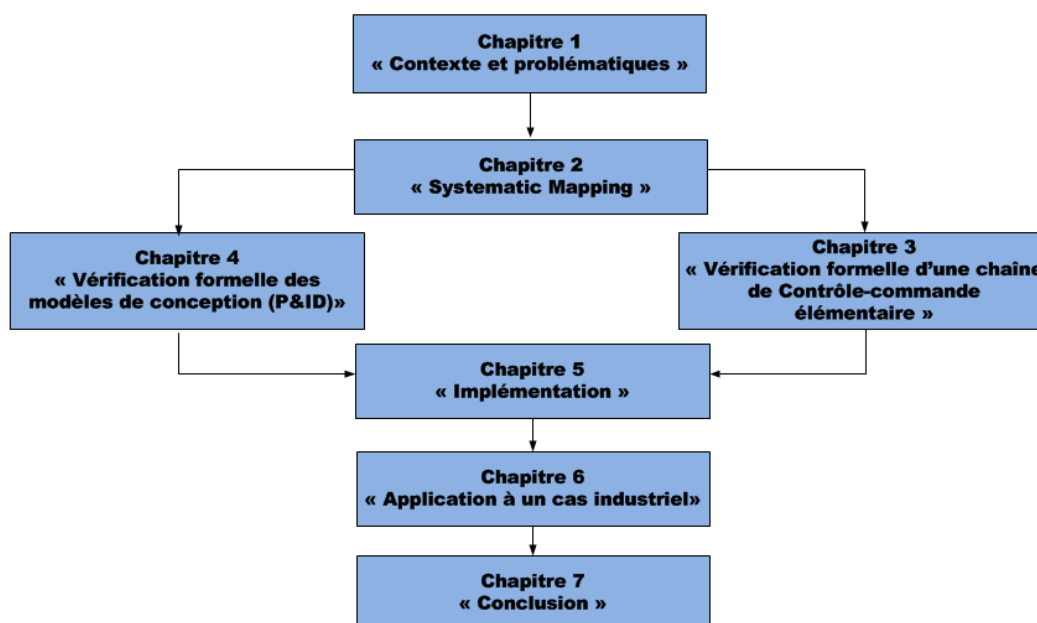 Chapitre 1
« Contexte et problématiques »
Chapitre 2
« Systematic Mapping »
Chapitre 4
« Vérification formelle des
modèles de conception (P&ID)»
Chapitre 3
« Vérification formelle d’une chaîne
de Contrôle-commande
élémentaire »
Chapitre 5
« Implémentation »
Chapitre 6
« Application à un cas industriel»
Chapitre 7
« Conclusion »